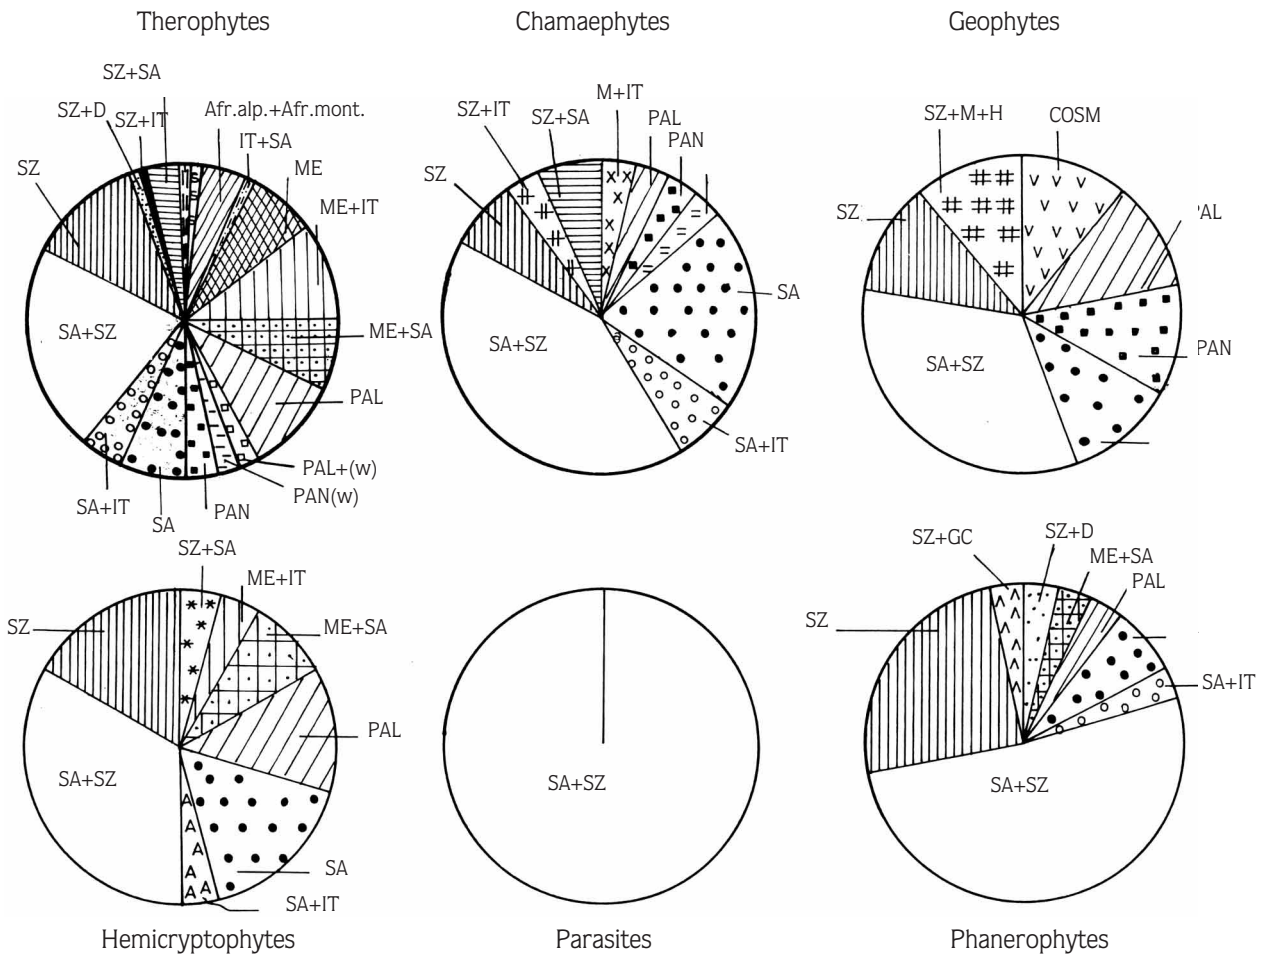 Therophytes
SZ+SA
SZ+D
SZ+IT
Afr.alp.+Afr.mont.
IT+SA
SZ
ME
ME+IT
ME+SA
SA+SZ
PAL
PAL+(w)
PAN(w)
PAN
SA
SA+IT
Chamaephytes
SZ+IT
SZ+SA
M+IT
PAL
PAN
SZ
SA
SA+SZ
SA+IT
Geophytes
SZ+M+H
COSM
SZ
PAL
PAN
SA+SZ
SZ+SA
ME+IT
SZ
ME+SA
PAL
SA+SZ
SA
SA+IT
Hemicryptophytes
SA+SZ
Parasites
SZ+GC
SZ+D
ME+SA
PAL
SZ
SA+IT
SA+SZ
Phanerophytes